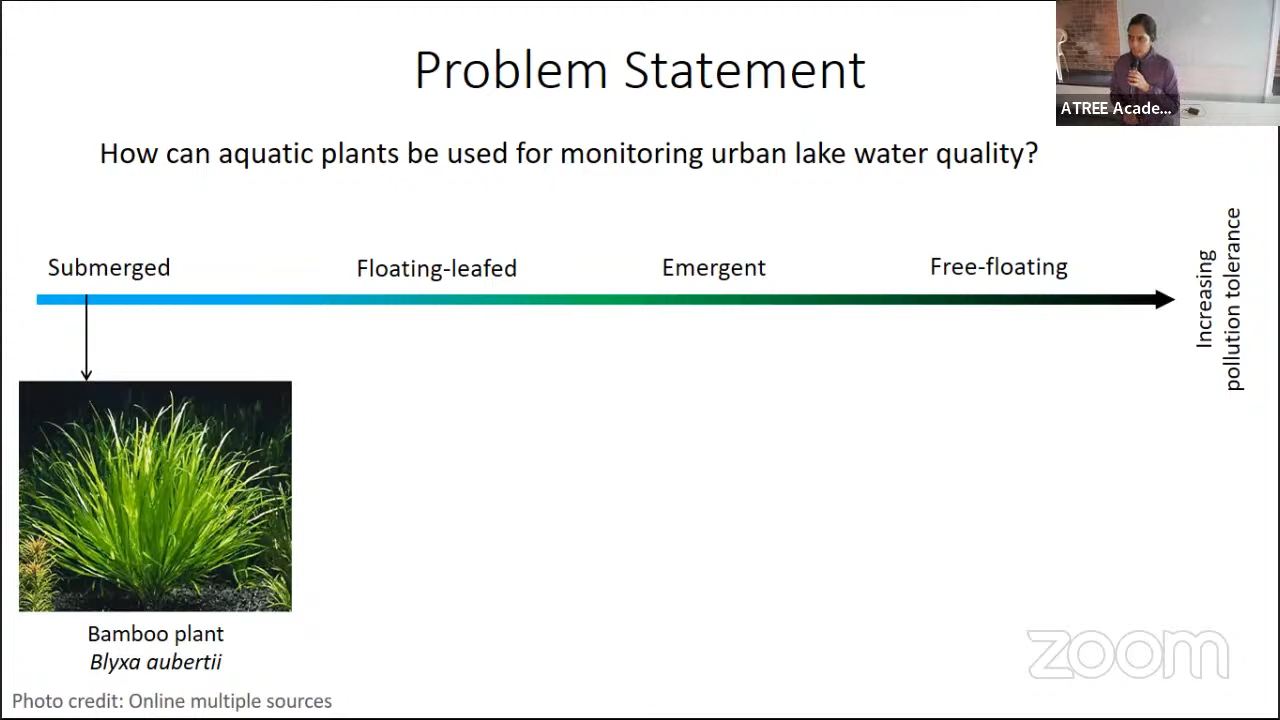 Problem Statement
ATREE Acade...
How can aquatic plants be used for monitoring urban lake water quality?
Submerged
Floating-leafed
Emergent
Free-floating
Increasing
pollution tolerance
Bamboo plant
Blyxa aubertii
zoom
Photo credit: Online multiple sources